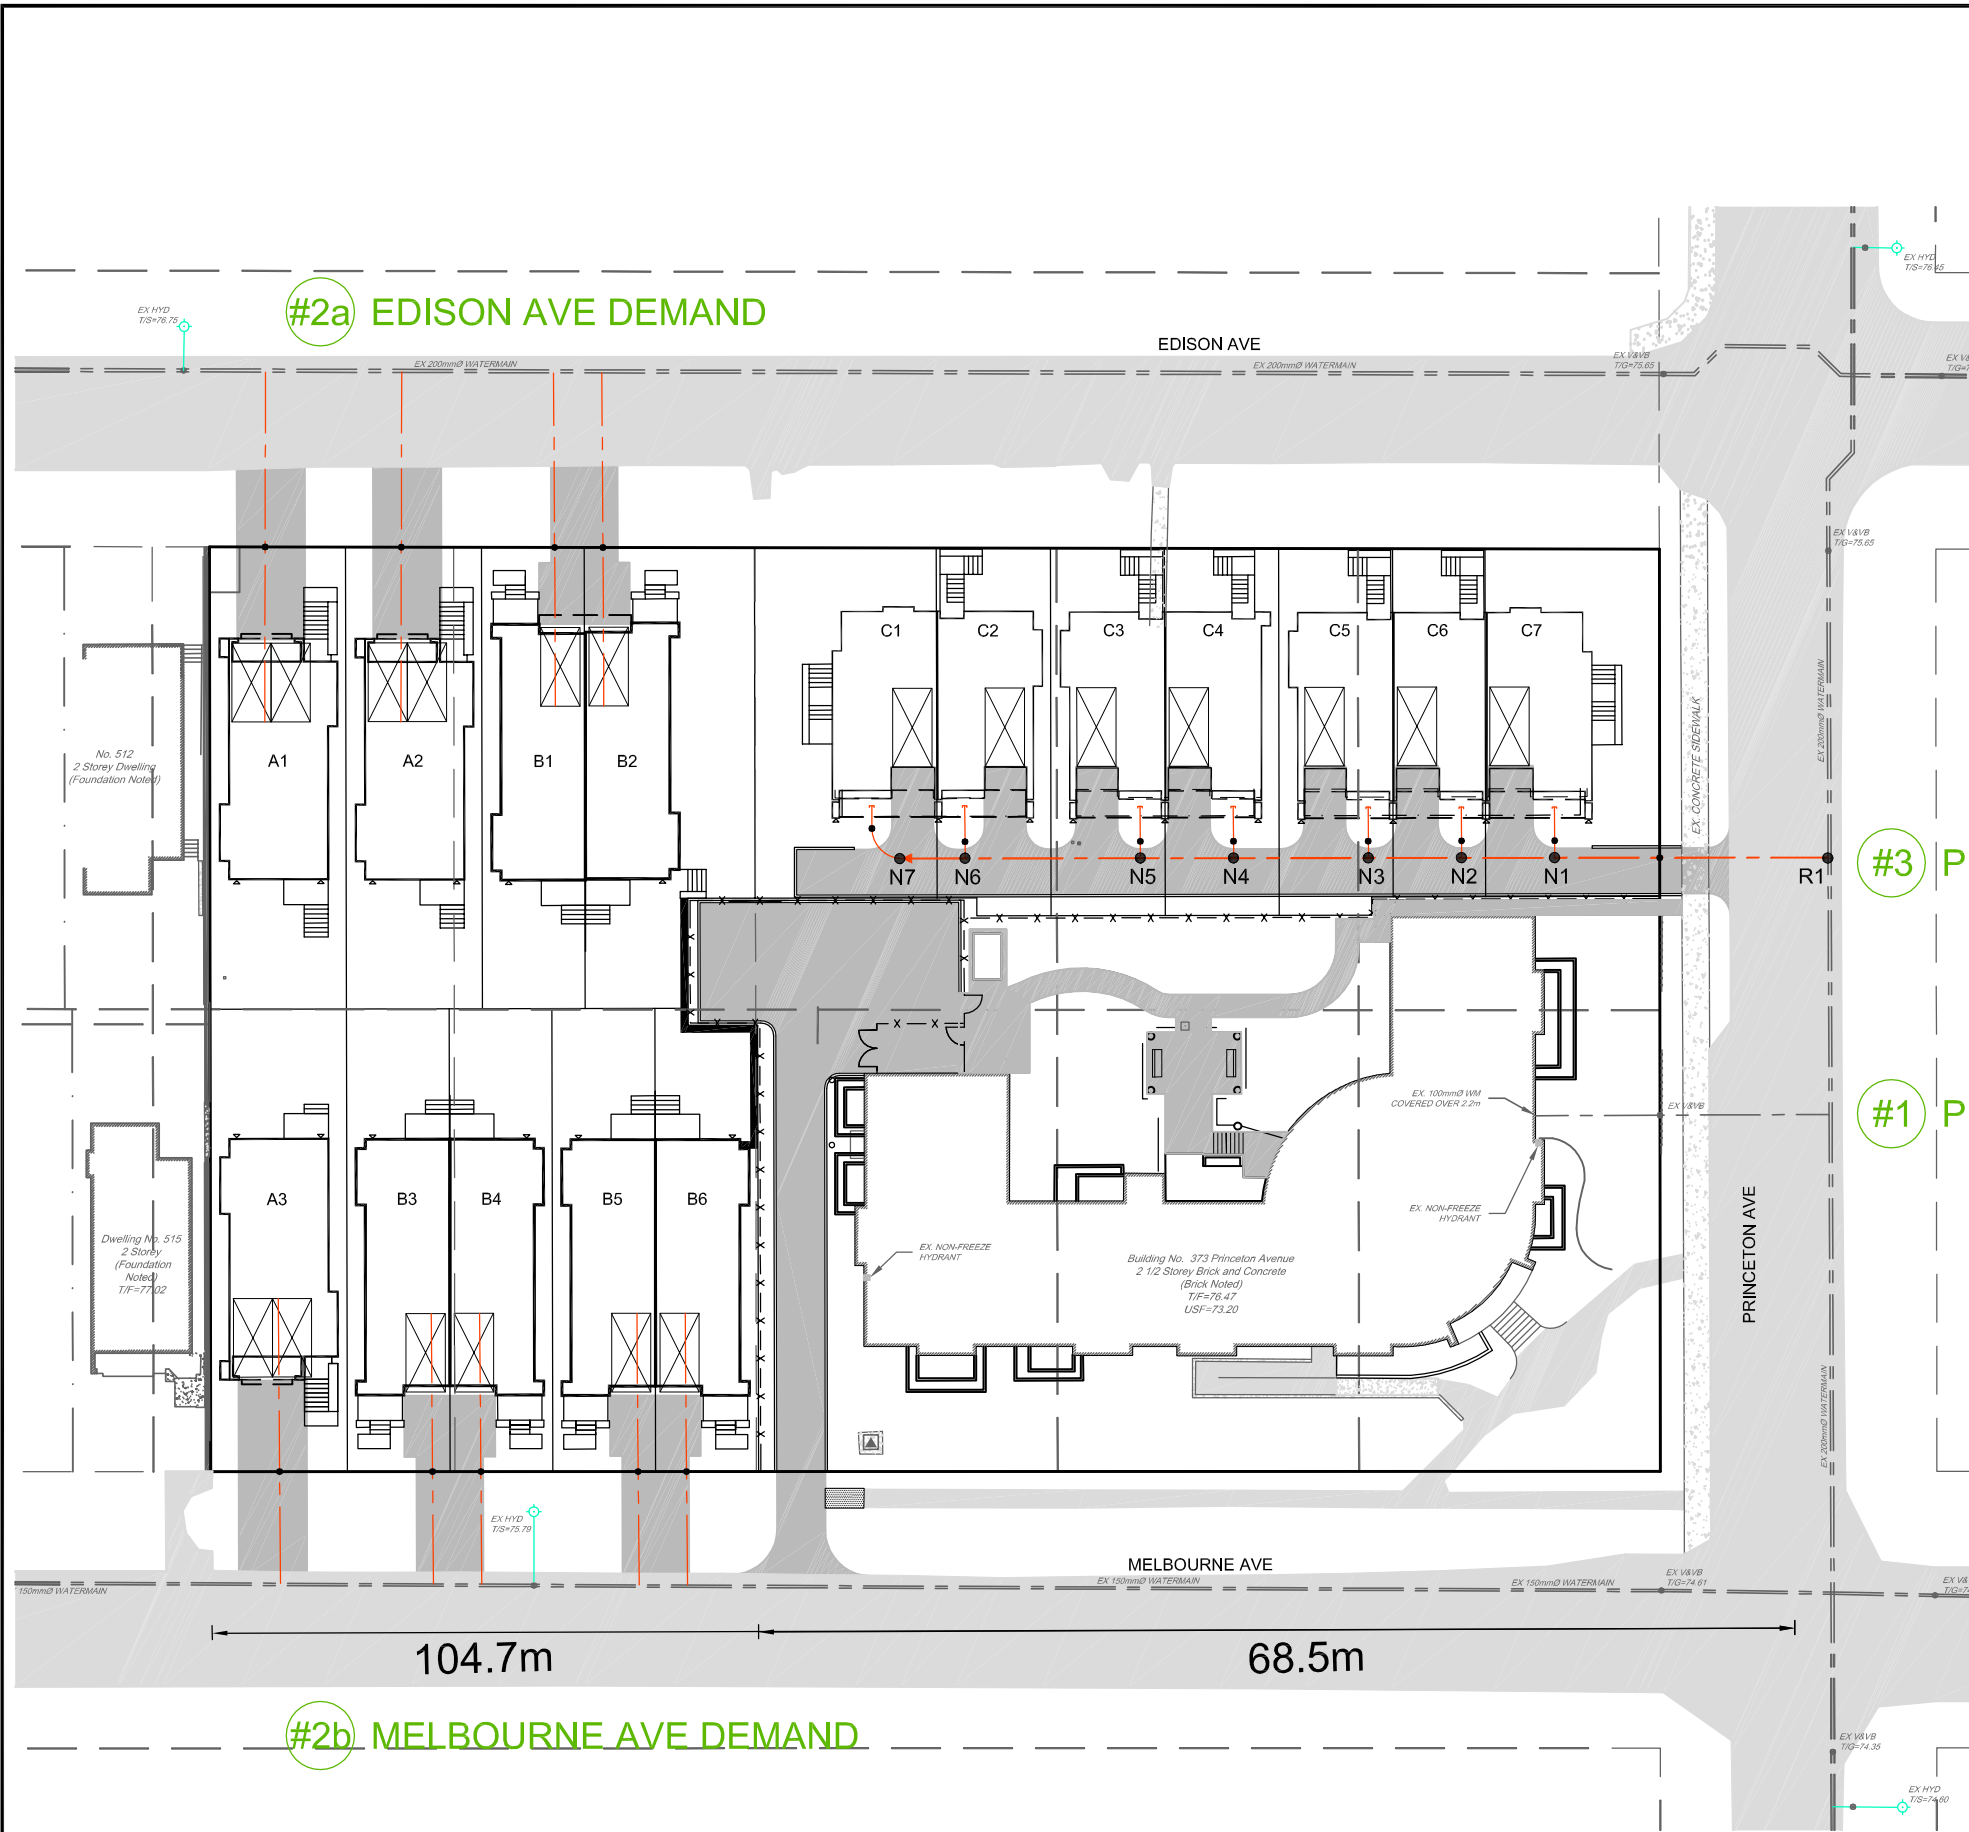 EX HYD
T/S=76.45
#2a EDISON AVE DEMAND
EX HYD
T/S=76.75
EDISON AVE
EX 200mmØ WATERMAIN
EX 200mmØ WATERMAIN
EX V&VB
T/G=75.65
EX V&VB
T/G=75.65
C1
C2
C3
C4
C5
C6
C7
A1
A2
B1
B2
No. 512
2 Storey Dwelling
(Foundation Noted)
EX. CONCRETE SIDEWALK
EX 200mmØ WATERMAIN
N7
N6
N5
N4
N3
N2
N1
R1
#3 P
EX. 100mmØ WM
COVERED OVER 2.2m
EX V&VB
#1 P
A3
B3
B4
B5
B6
EX. NON-FREEZE
HYDRANT
EX. NON-FREEZE
HYDRANT
Dwelling No. 515
2 Storey
(Foundation
Noted)
T/F=77.02
Building No. 373 Princeton Avenue
2 1/2 Storey Brick and Concrete
(Brick Noted)
T/F=76.47
USF=73.20
PRINCETON AVE
EX 200mmØ WATERMAIN
EX HYD
T/S=75.79
MELBOURNE AVE
150mmØ WATERMAIN
EX 150mmØ WATERMAIN
EX 150mmØ WATERMAIN
EX V&VB
T/G=74.61
104.7m
68.5m
#2b MELBOURNE AVE DEMAND
EX V&VB
T/G=74.35
EX HYD
T/S=74.60